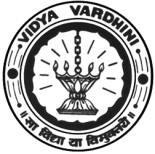 VIDYA VARDHINI
॥ सा विद्या या विमुक्तये ॥